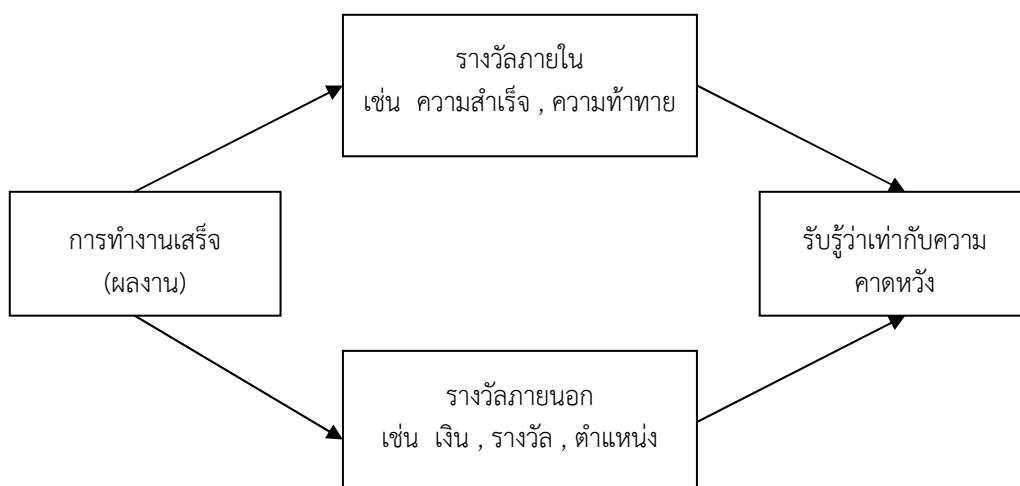 รางวัลภายใน
เช่น ความสำเร็จ , ความท้าทาย
การทำงานเสร็จ
(ผลงาน)
รับรู้ว่าเท่ากับความ
คาดหวัง
รางวัลภายนอก
เช่น เงิน , รางวัล , ตำแหน่ง